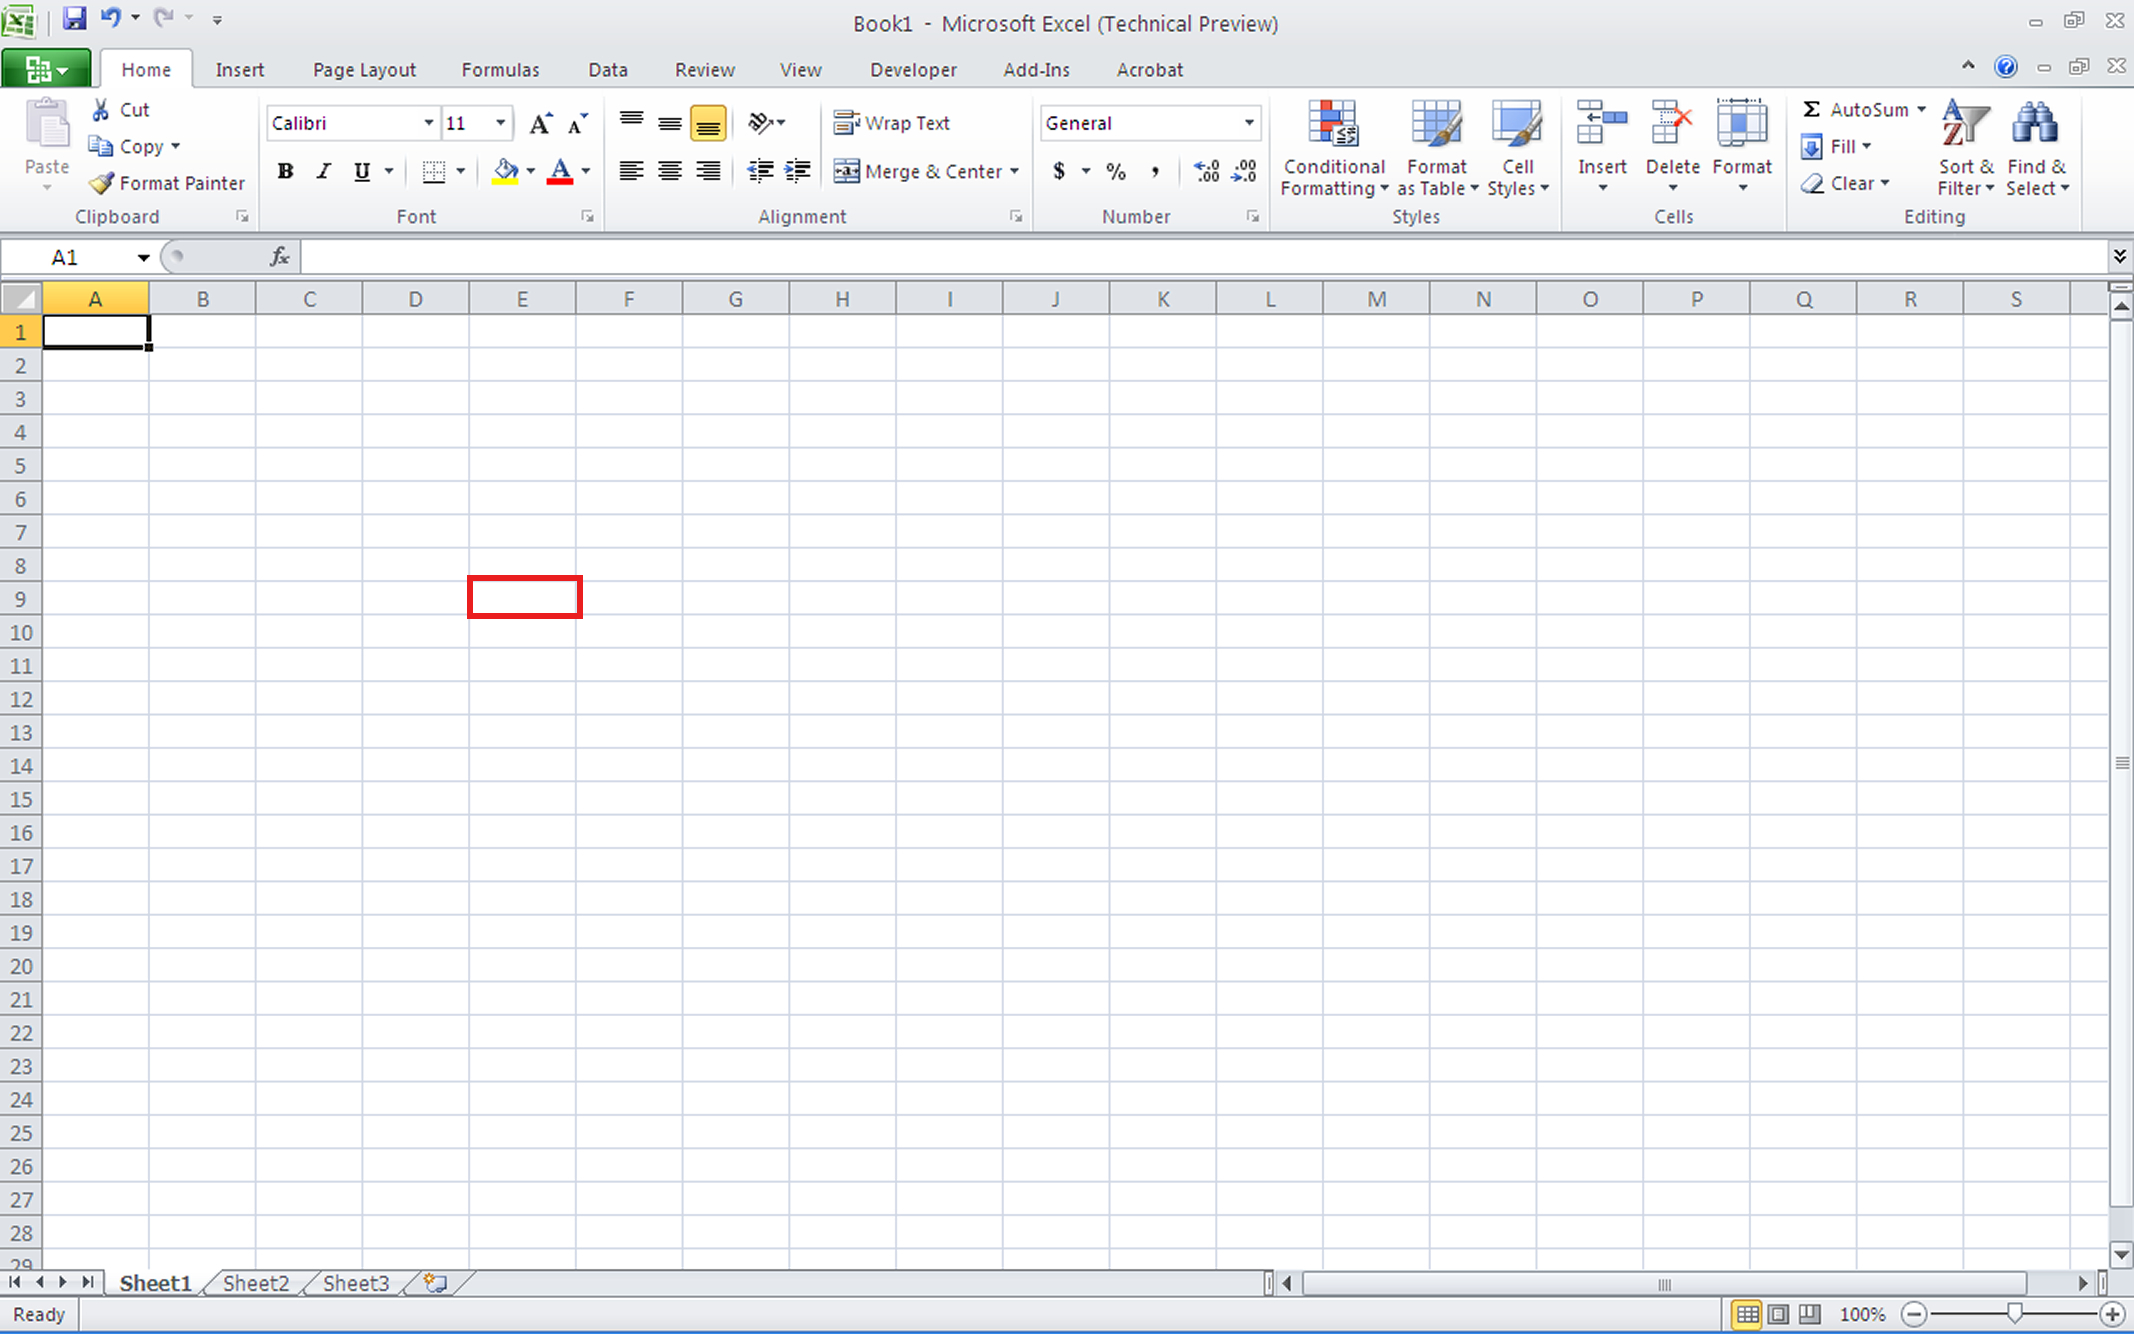 Book1 - Microsoft Excel (Technical Preview)
Home Insert Page Layout Formulas Data Review View Developer Add-Ins Acrobat
Paste
Cut
Copy
Format Painter
Clipboard
Calibri 11
B I U
Font
Wrap Text
Merge & Center
Alignment
General
$ % ,
Number
Conditional Formatting
Format as Table
Cell Styles
Styles
Insert
Delete
Format
Cells
Σ AutoSum
Fill
Clear
Sort & Filter
Find & Select
Editing
A1 fx
A B C D E F G H I J K L M N O P Q R S
1
2
3
4
5
6
7
8
9
10
11
12
13
14
15
16
17
18
19
20
21
22
23
24
25
26
27
28
29
Sheet1 Sheet2 Sheet3
Ready 100%